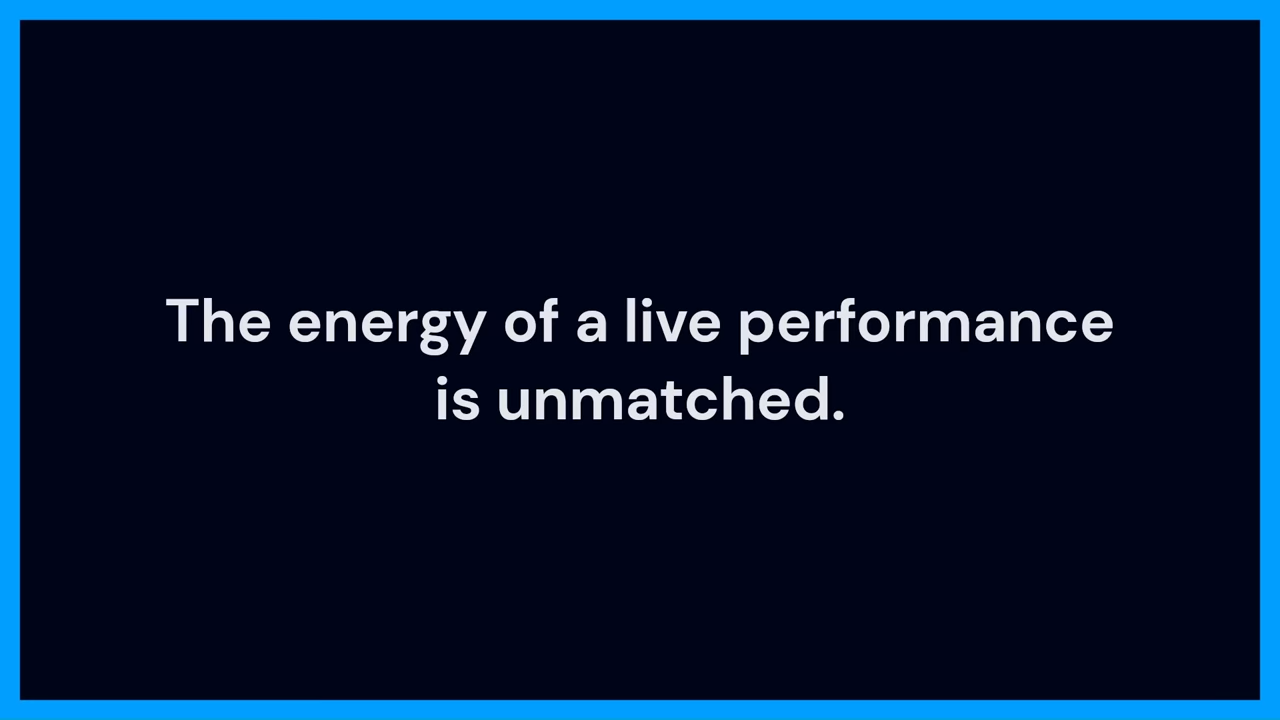 The energy of a live performance
is unmatched.